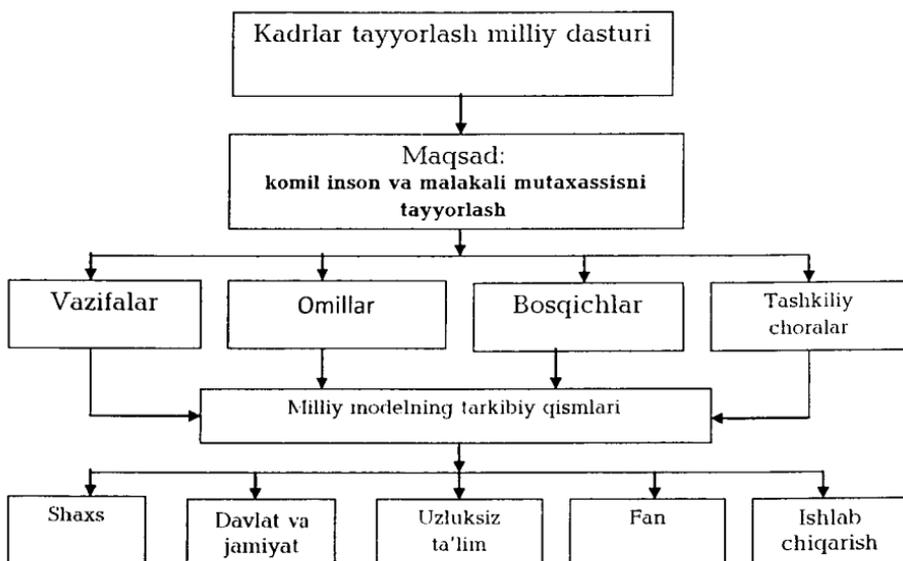 Kadrlar tayyorlash milliy dasturi
Maqsad:
komil inson va malakali mutaxassisni
tayyorlash
Vazifalar
Omillar
Bosqichlar
Tashkiliy
choralar
Milliy modelning tarkibiy qismlari
Shaxs
Davlat va
jamiyat
Uzluksiz
ta'lim
Fan
Ishlab
chiqarish